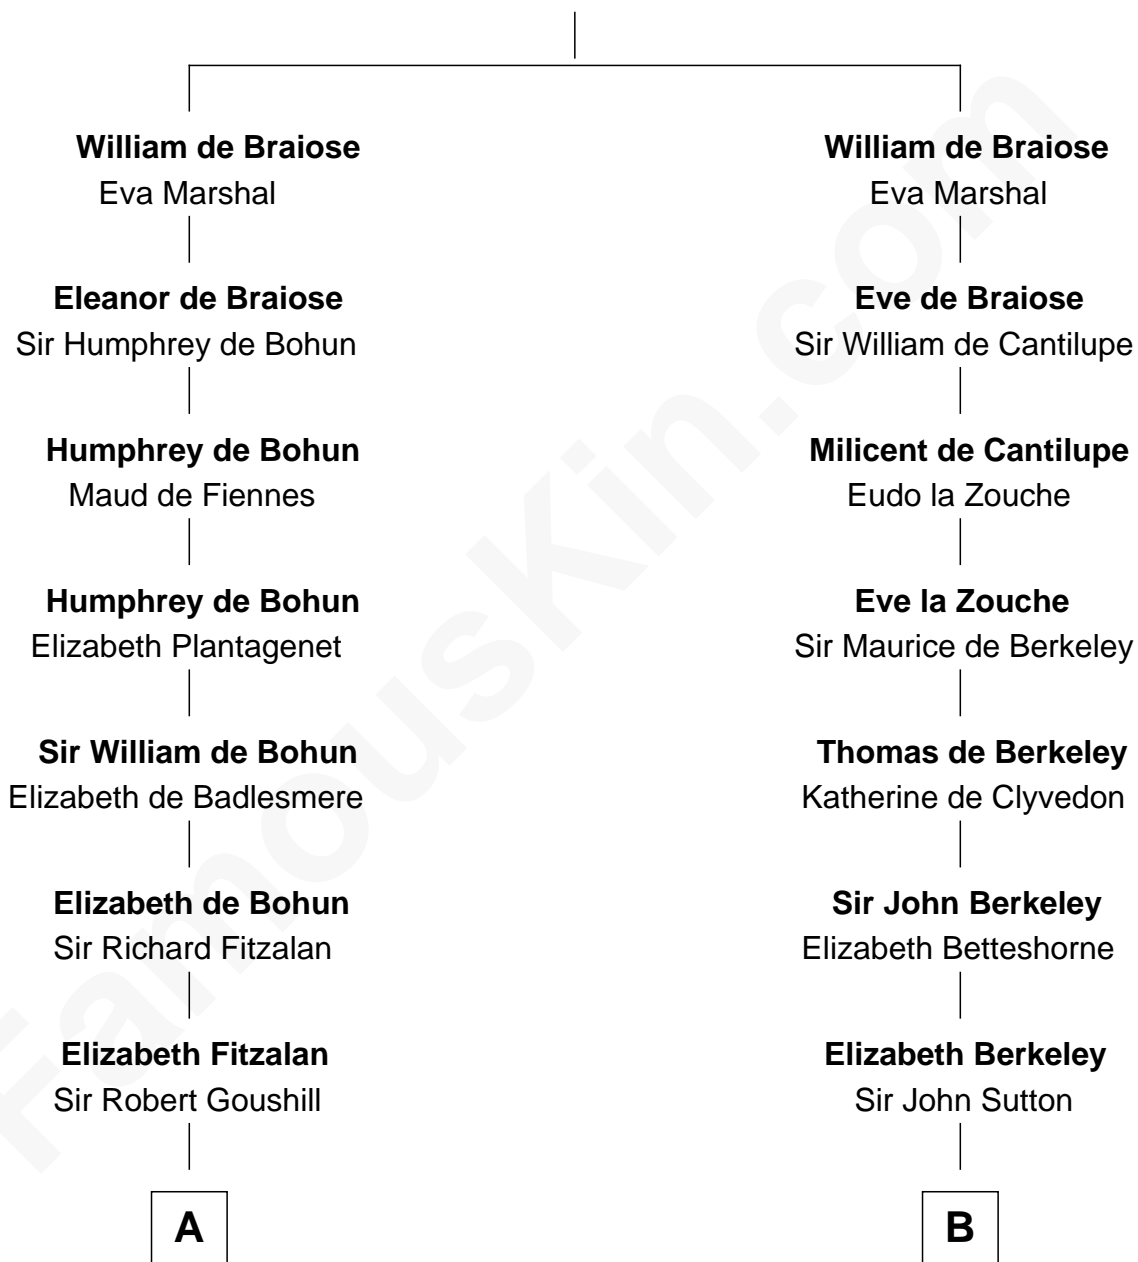 William de Braiose
Eva Marshal
Eleanor de Braiose
Sir Humphrey de Bohun
Humphrey de Bohun
Maud de Fiennes
Humphrey de Bohun
Elizabeth Plantagenet
Sir William de Bohun
Elizabeth de Badlesmere
Elizabeth de Bohun
Sir Richard Fitzalan
Elizabeth Fitzalan
Sir Robert Goushill
A
William de Braiose
Eva Marshal
Eve de Braiose
Sir William de Cantilupe
Milicent de Cantilupe
Eudo la Zouche
Eve la Zouche
Sir Maurice de Berkeley
Thomas de Berkeley
Katherine de Clyvedon
Sir John Berkeley
Elizabeth Betteshorne
Elizabeth Berkeley
Sir John Sutton
B
FamousKin.com